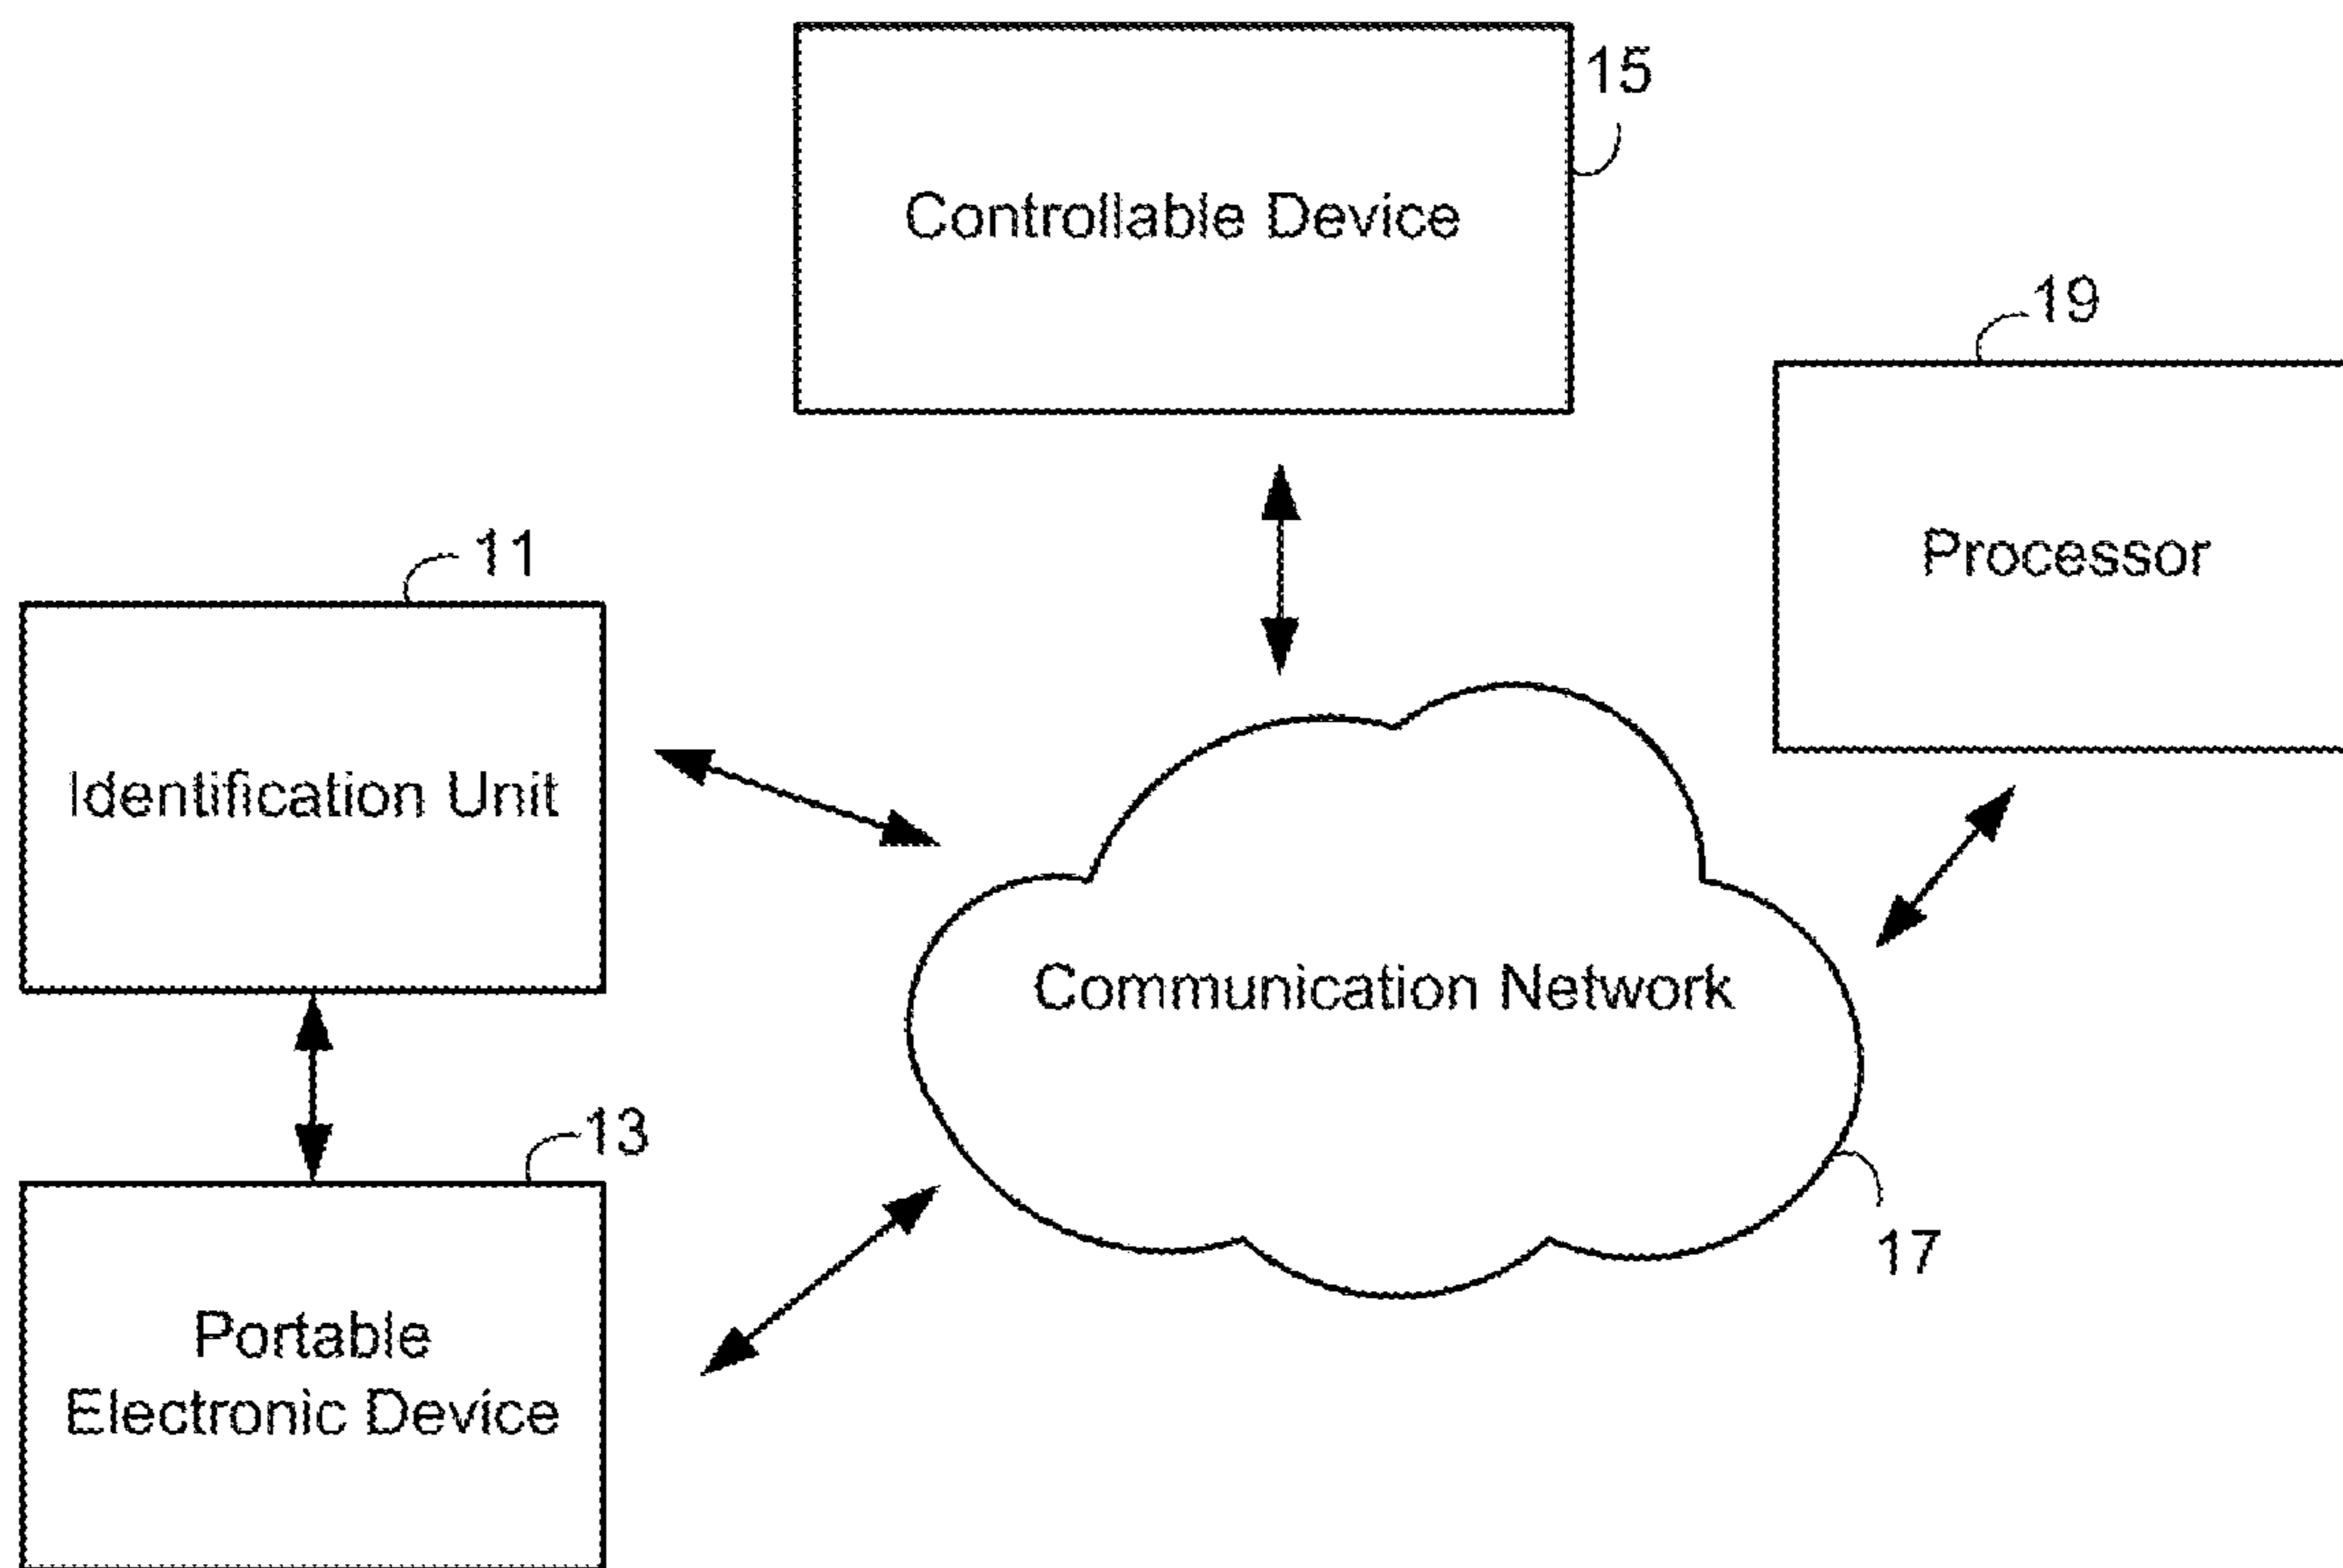 15
Controllable Device
19
Processor
11
Identification Unit
Communication Network
13
17
Portable
Electronic Device